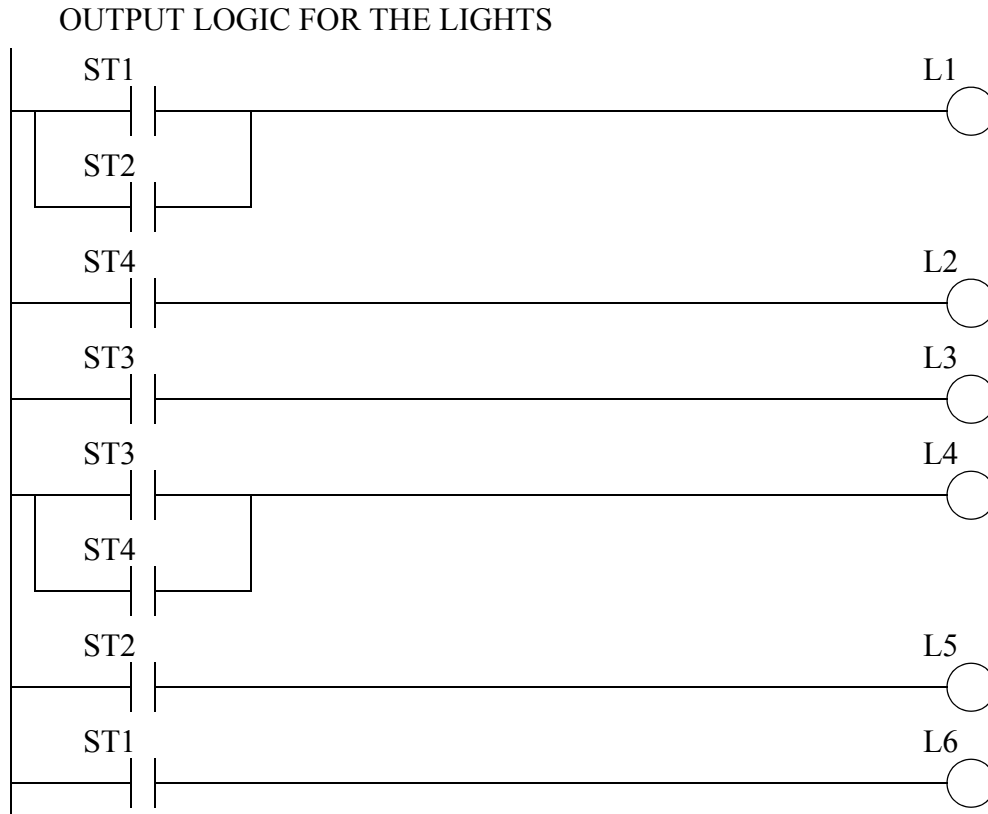 OUTPUT LOGIC FOR THE LIGHTS
ST1 L1
ST2
ST4 L2
ST3 L3
ST3 L4
ST4
ST2 L5
ST1 L6